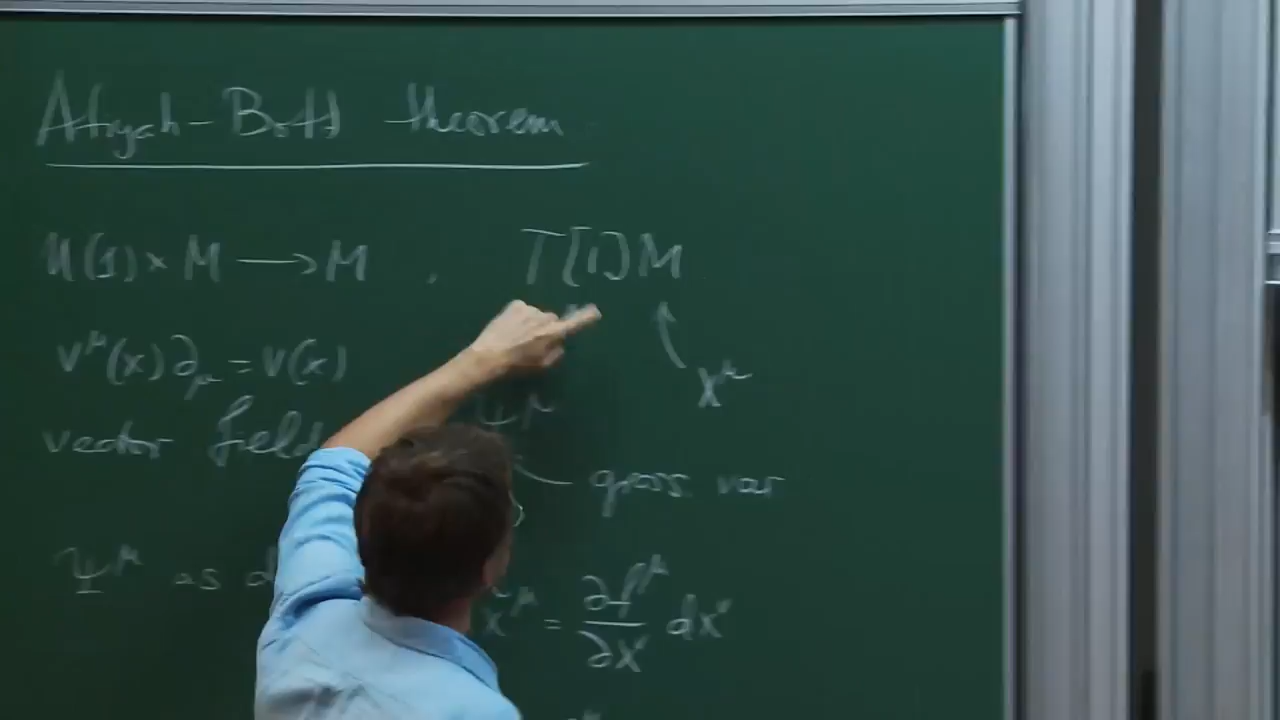 Atiyah-Bott theorem
U(1) × M → M , T[1]M
v^μ(x) ∂_μ = v(x)
x^μ
vector field
ψ^μ
grass. var
ψ^μ as
x^μ = ∂f^μ/∂x^ν dx^ν